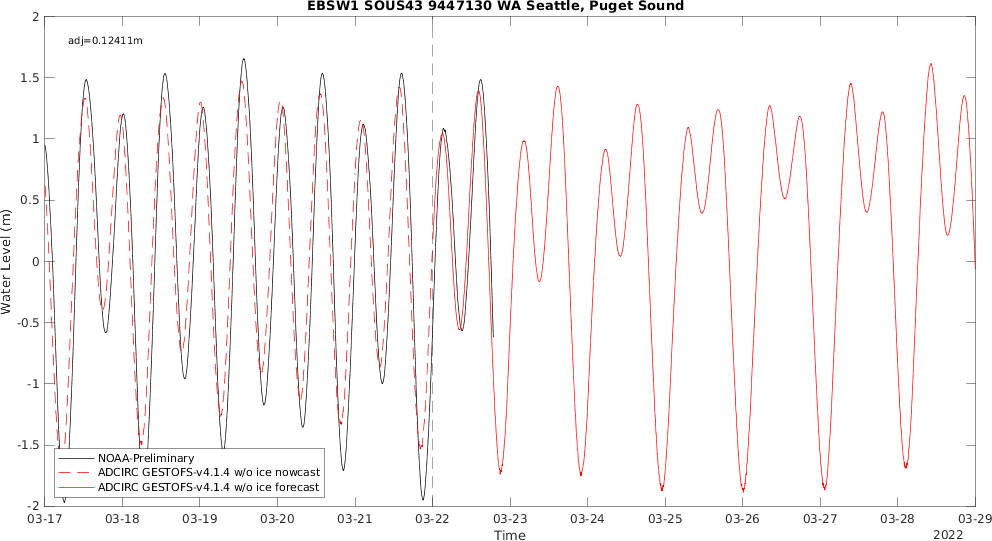 EBSW1 SOUS43 9447130 WA Seattle, Puget Sound
adj=0.12411m
2
1.5
1
0.5
0
-0.5
-1
-1.5
-2
Water Level (m)
NOAA-Preliminary
ADCIRC GESTOFS-v4.1.4 w/o ice nowcast
ADCIRC GESTOFS-v4.1.4 w/o ice forecast
03-17 03-18 03-19 03-20 03-21 03-22 03-23 03-24 03-25 03-26 03-27 03-28 03-29
Time
2022